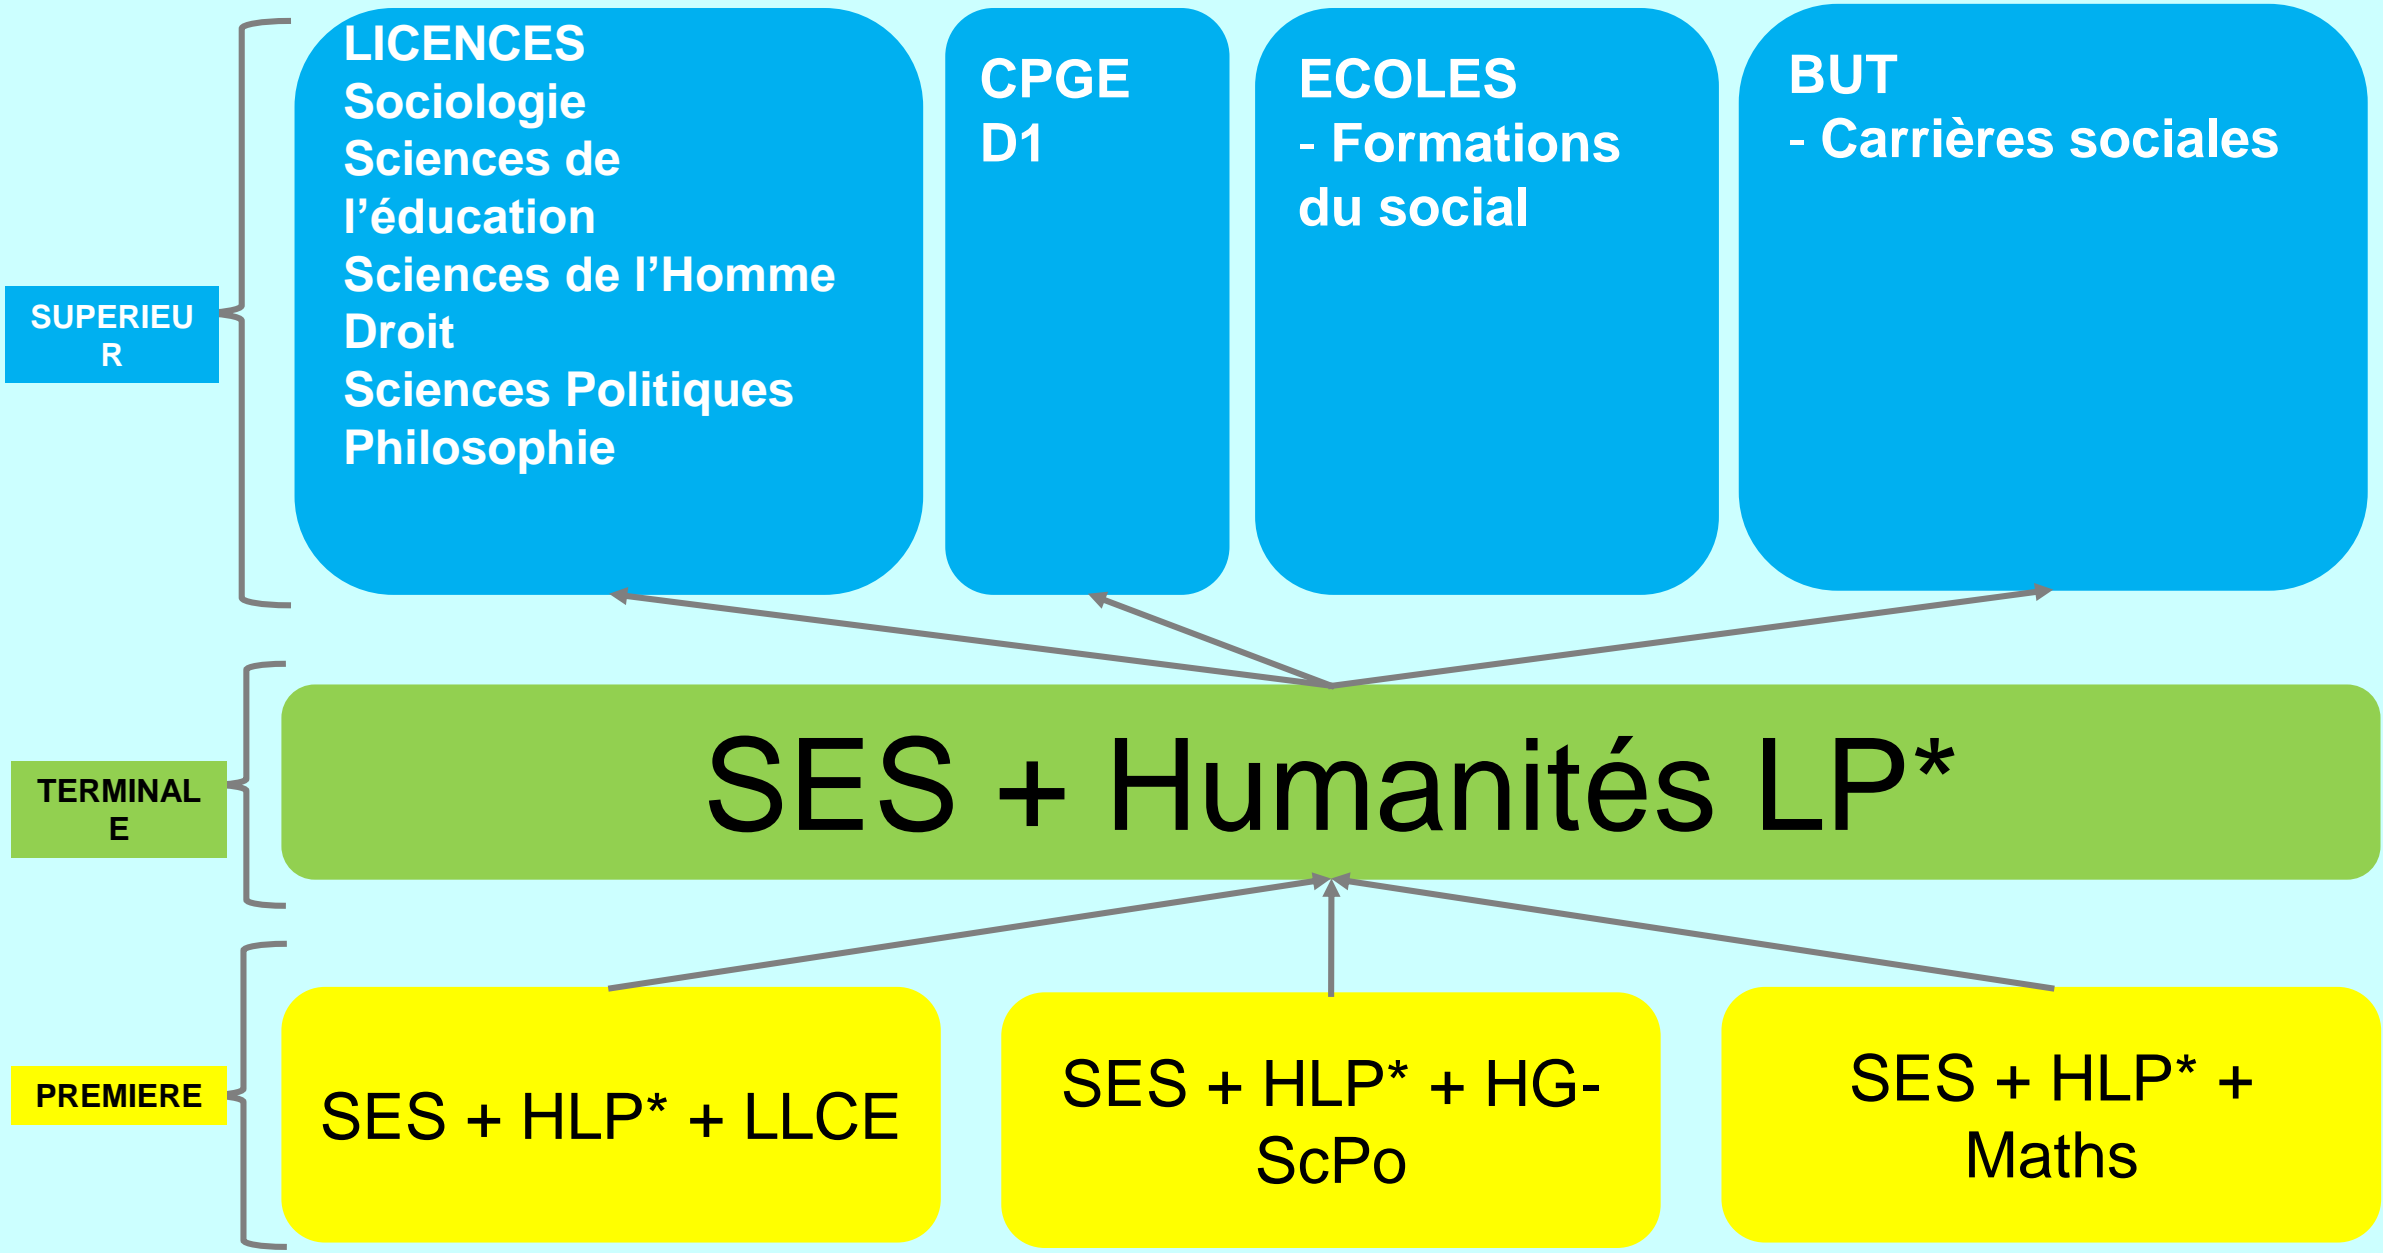 LICENCES
Sociologie
Sciences de
l’éducation
Sciences de l’Homme
Droit
Sciences Politiques
Philosophie
CPGE
D1
ECOLES
- Formations
du social
BUT
- Carrières sociales
SUPERIEU
R
TERMINAL
E
SES + Humanités LP*
PREMIERE
SES + HLP* + LLCE
SES + HLP* + HG-
ScPo
SES + HLP* +
Maths